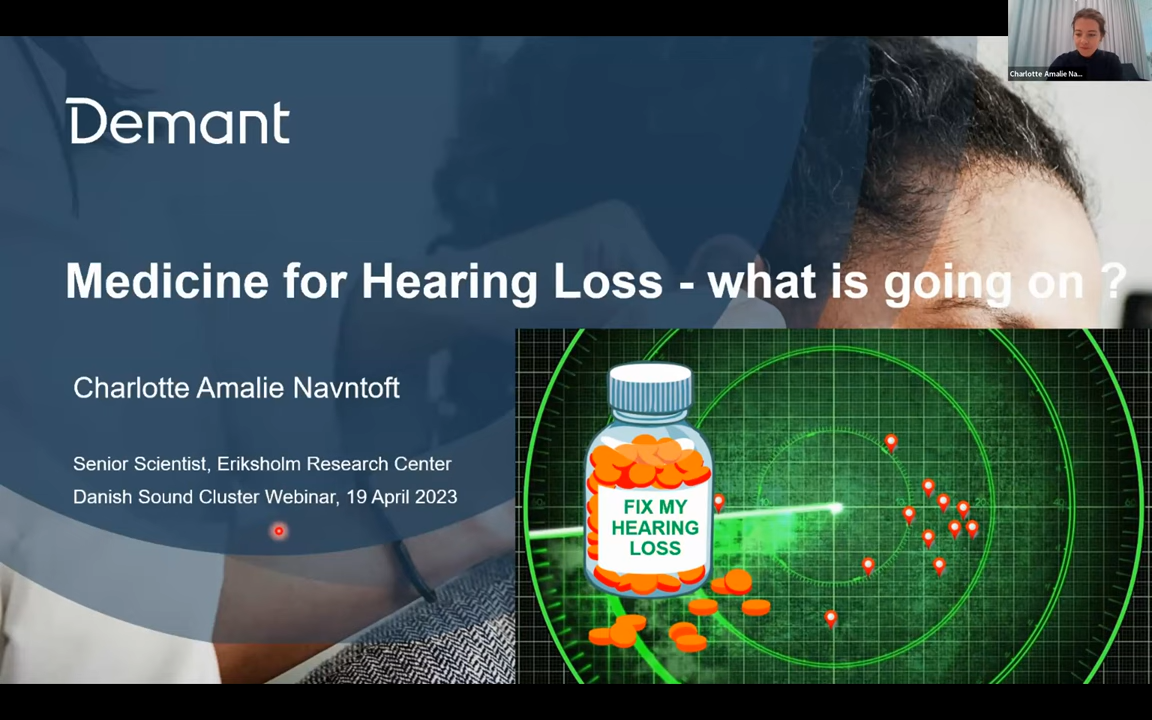 Charlotte Amalie Na...
Demant
Medicine for Hearing Loss - what is going on ?
Charlotte Amalie Navntoft
Senior Scientist, Eriksholm Research Center
Danish Sound Cluster Webinar, 19 April 2023
FIX MY
HEARING
LOSS